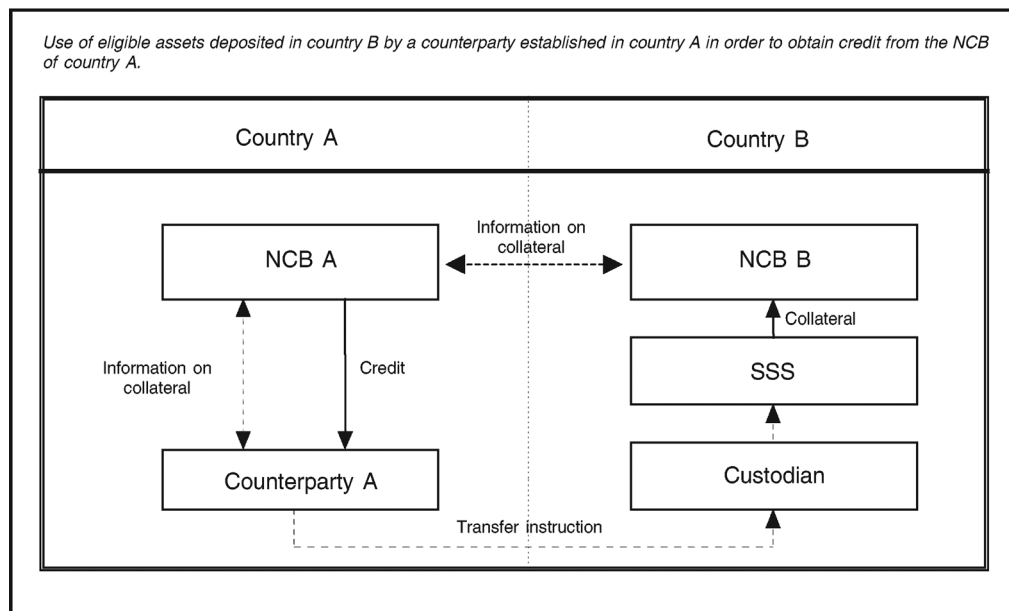 Use of eligible assets deposited in country B by a counterparty established in country A in order to obtain credit from the NCB
of country A.
Country A
Country B
Information on
collateral
NCB A
NCB B
Collateral
Information on
collateral
Credit
SSS
Counterparty A
Custodian
Transfer instruction